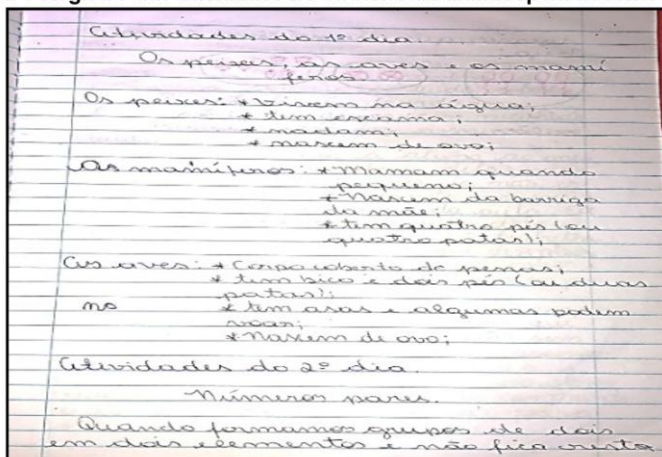 Atividades do 1º dia.
Os peixes, as aves e os mamí
feros
Os peixes: * Vivem na água;
* tem escama;
* nadam;
* nascem de ovo;
Os mamíferos: * Mamam quando
pequeno;
* Nascem da barriga
da mãe;
* tem quatro pés (ou
quatro patas);
As aves: * Corpo coberto de penas;
* tem bico e dois pés (ou duas
patas);
no * tem asas e algumas podem
voar;
* Nascem de ovo;
Atividades do 2º dia.
Números pares.
Quando formamos grupos de dois
em dois elementos e não fica